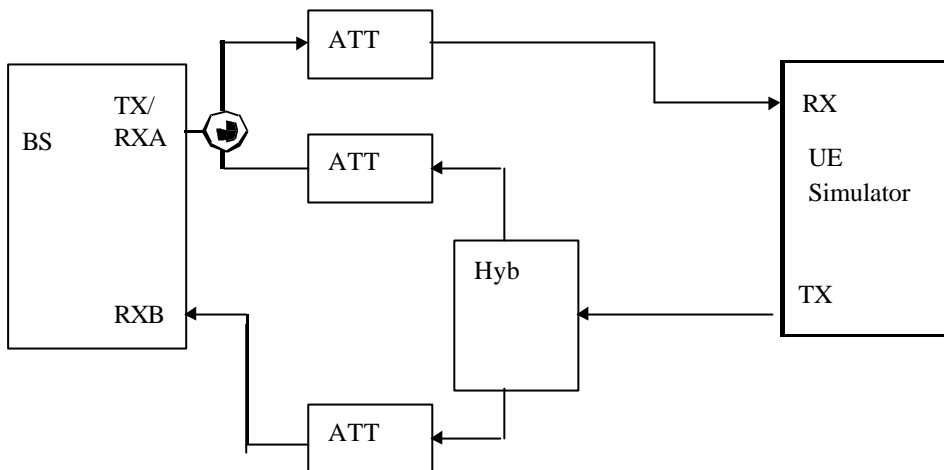 ATT
TX/
RXA
BS
ATT
RX
UE
Simulator
Hyb
TX
RXB
ATT